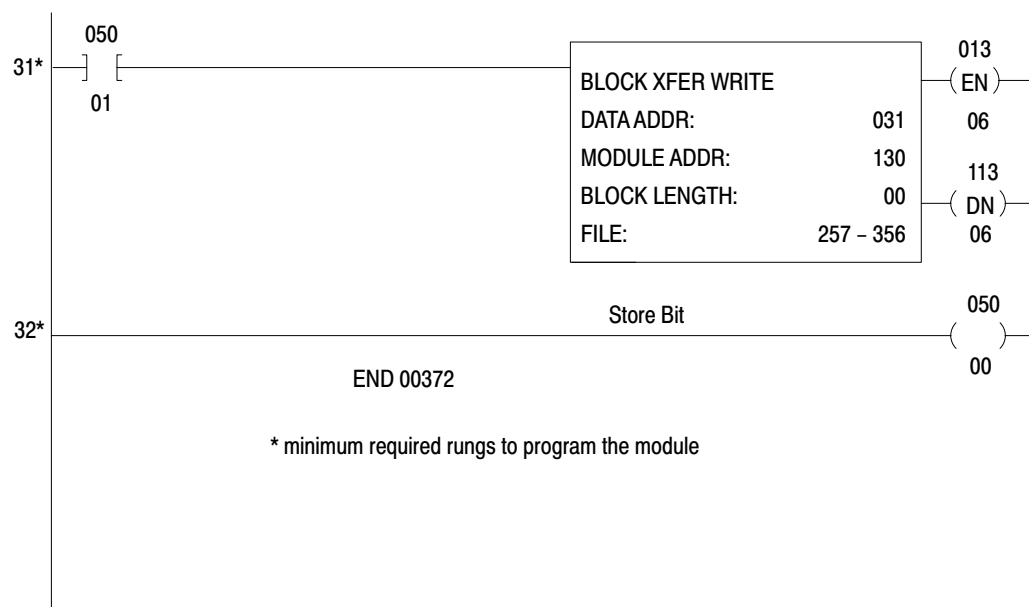 050
31*
01
BLOCK XFER WRITE
DATA ADDR: 031
MODULE ADDR: 130
BLOCK LENGTH: 00
FILE: 257 – 356
013
EN
06
113
DN
06
32*
Store Bit
050
00
END 00372
* minimum required rungs to program the module